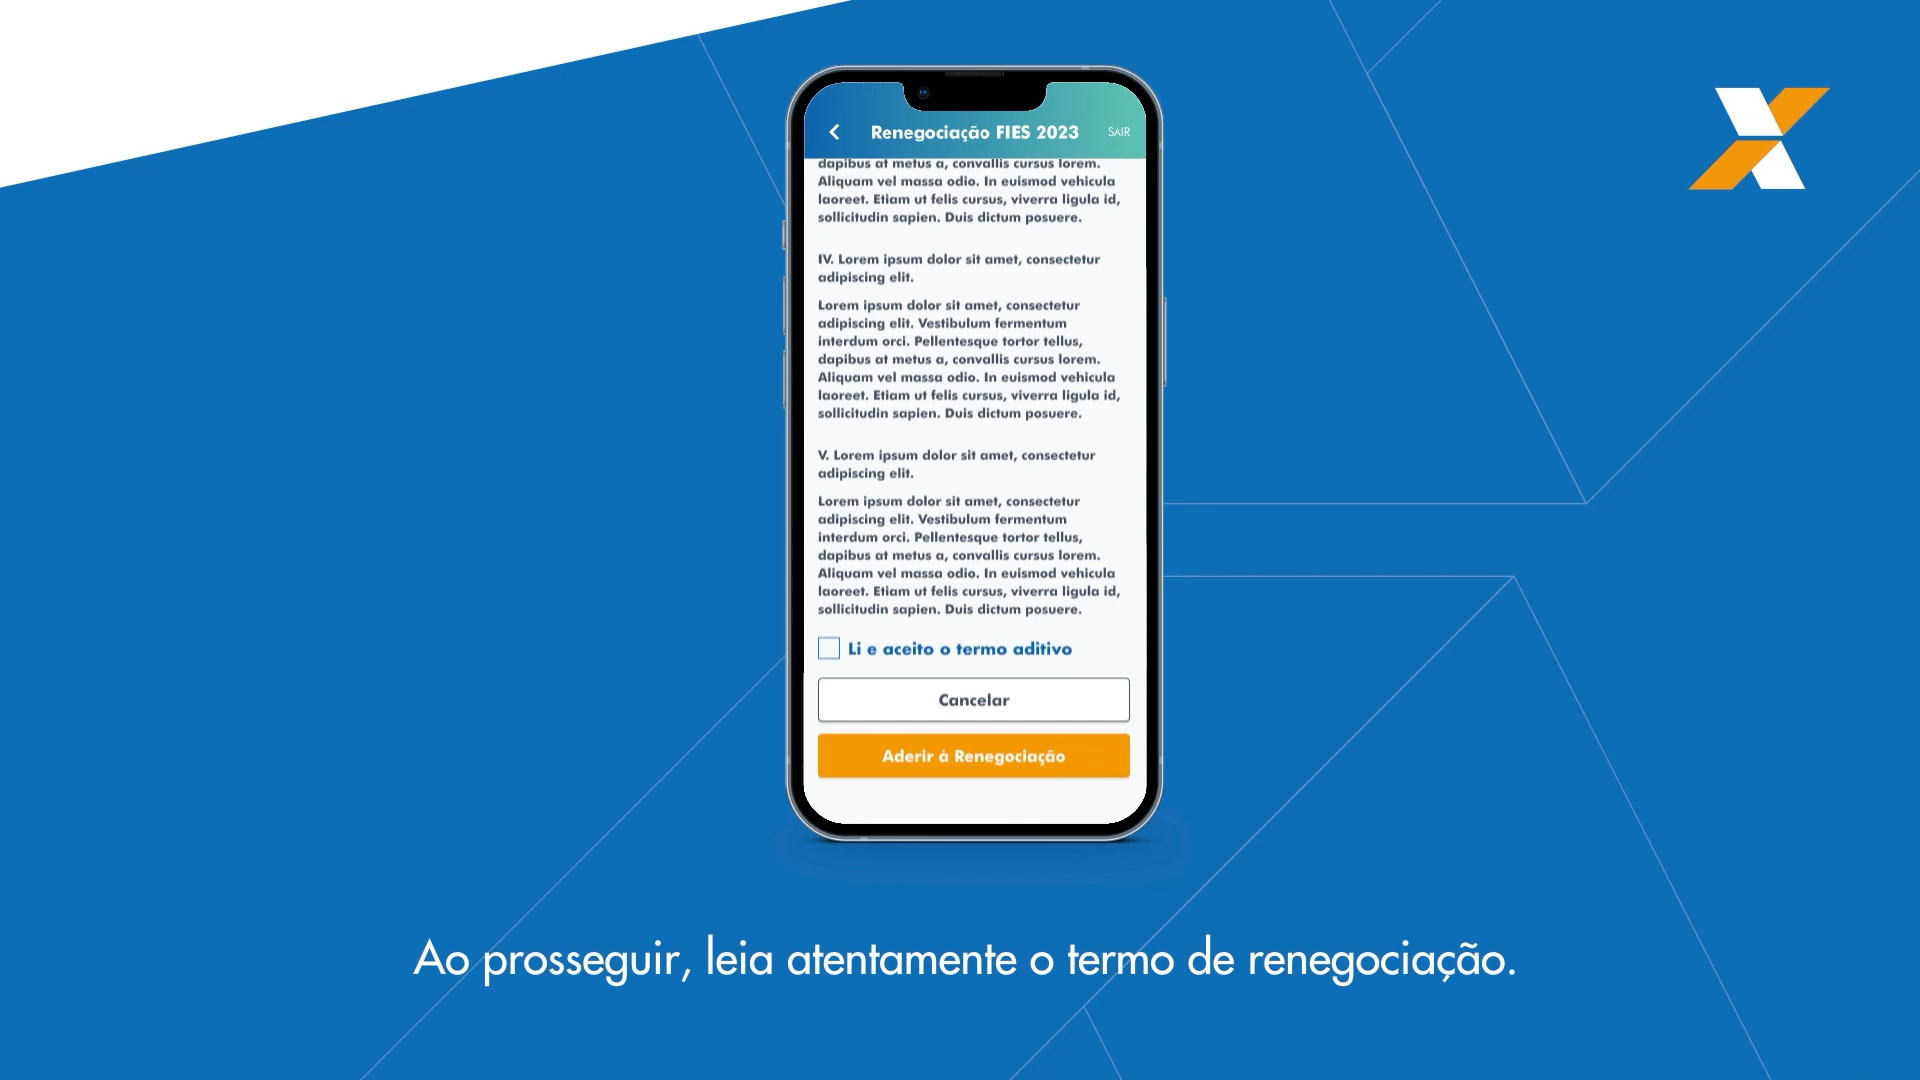 Renegociação FIES 2023
SAIR
dapibus at metus a, convallis cursus lorem.
Aliquam vel massa odio. In euismod vehicula
laoreet. Etiam ut felis cursus, viverra ligula id,
sollicitudin sapien. Duis dictum posuere.
IV. Lorem ipsum dolor sit amet, consectetur
adipiscing elit.
Lorem ipsum dolor sit amet, consectetur
adipiscing elit. Vestibulum fermentum
interdum orci. Pellentesque tortor tellus,
dapibus at metus a, convallis cursus lorem.
Aliquam vel massa odio. In euismod vehicula
laoreet. Etiam ut felis cursus, viverra ligula id,
sollicitudin sapien. Duis dictum posuere.
V. Lorem ipsum dolor sit amet, consectetur
adipiscing elit.
Lorem ipsum dolor sit amet, consectetur
adipiscing elit. Vestibulum fermentum
interdum orci. Pellentesque tortor tellus,
dapibus at metus a, convallis cursus lorem.
Aliquam vel massa odio. In euismod vehicula
laoreet. Etiam ut felis cursus, viverra ligula id,
sollicitudin sapien. Duis dictum posuere.
Li e aceito o termo aditivo
Cancelar
Aderir à Renegociação
Ao prosseguir, leia atentamente o termo de renegociação.